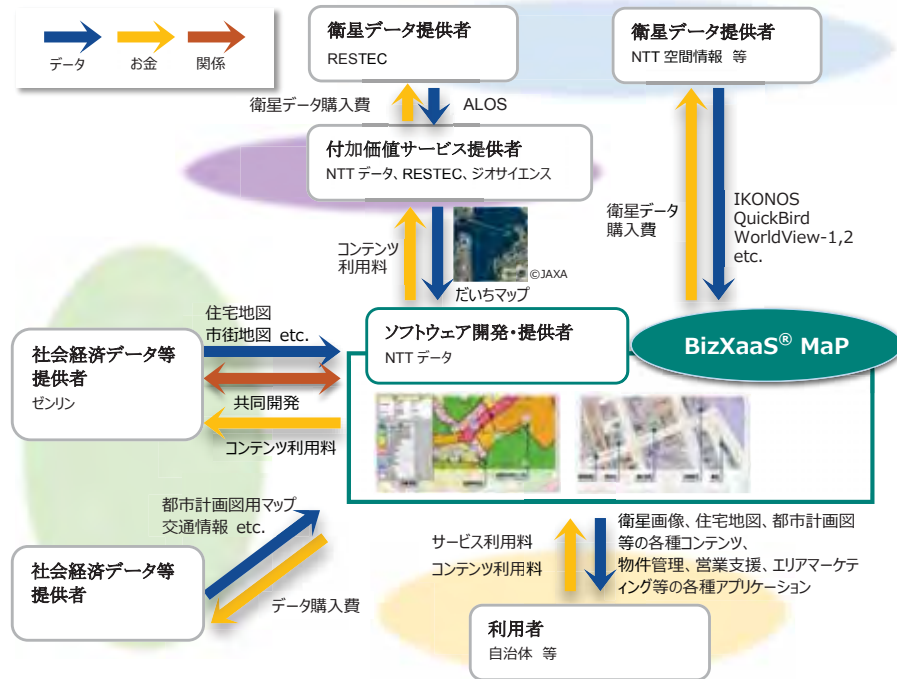 データ
お金
関係
衛星データ提供者
RESTEC
衛星データ提供者
NTT 空間情報 等
衛星データ購入費
ALOS
付加価値サービス提供者
NTT データ、RESTEC、ジオサイエンス
コンテンツ
利用料
©JAXA
だいちマップ
衛星データ
購入費
IKONOS
QuickBird
WorldView-1,2
etc.
住宅地図
市街地図 etc.
ソフトウェア開発・提供者
NTT データ
BizXaaS® MaP
社会経済データ等
提供者
ゼンリン
共同開発
コンテンツ利用料
都市計画図用マップ
交通情報 etc.
社会経済データ等
提供者
データ購入費
サービス利用料
コンテンツ利用料
衛星画像、住宅地図、都市計画図
等の各種コンテンツ、
物件管理、営業支援、エリアマーケテ
ィング等の各種アプリケーション
利用者
自治体 等